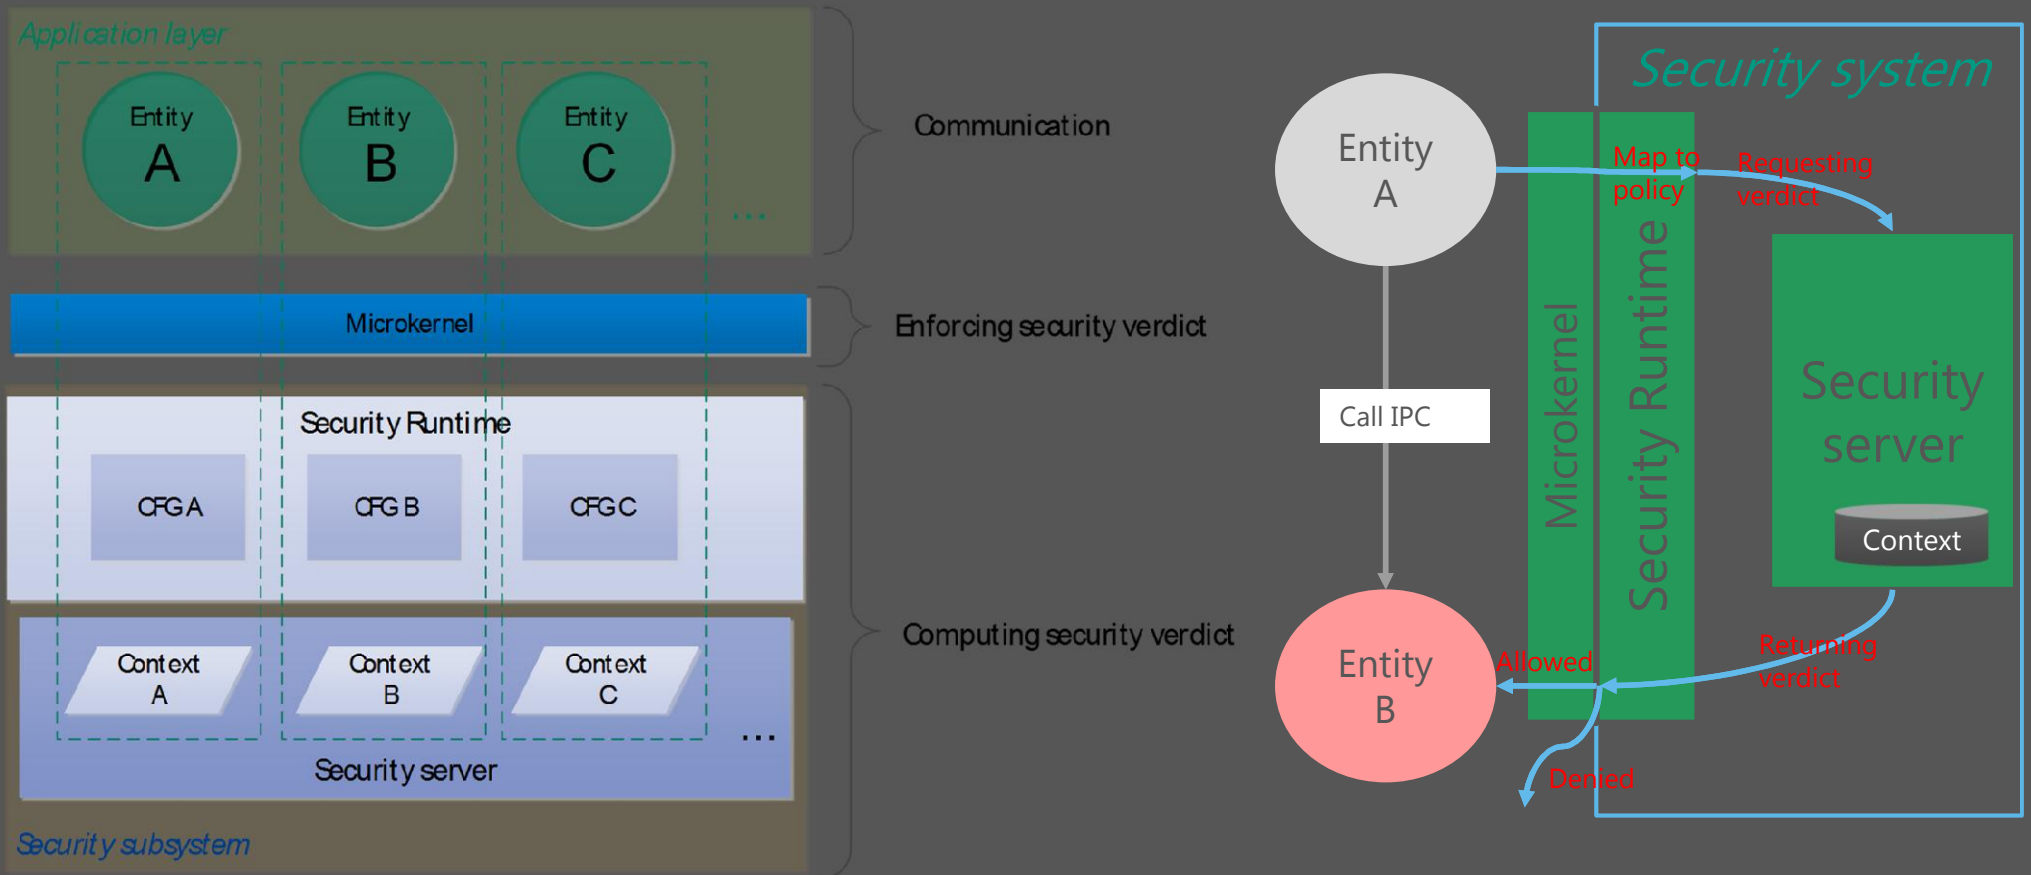 Application layer
Entity
A
Entity
B
Entity
C
...
Communication
Microkernel
Enforcing security verdict
Security Runtime
CFG A
CFG B
CFG C
Context
A
Context
B
Context
C
...
Security server
Computing security verdict
Security subsystem
Security system
Entity
A
Map to
policy
Requesting
verdict
Microkernel
Security Runtime
Security
server
Context
Call IPC
Entity
B
Allowed
Returning
verdict
Denied